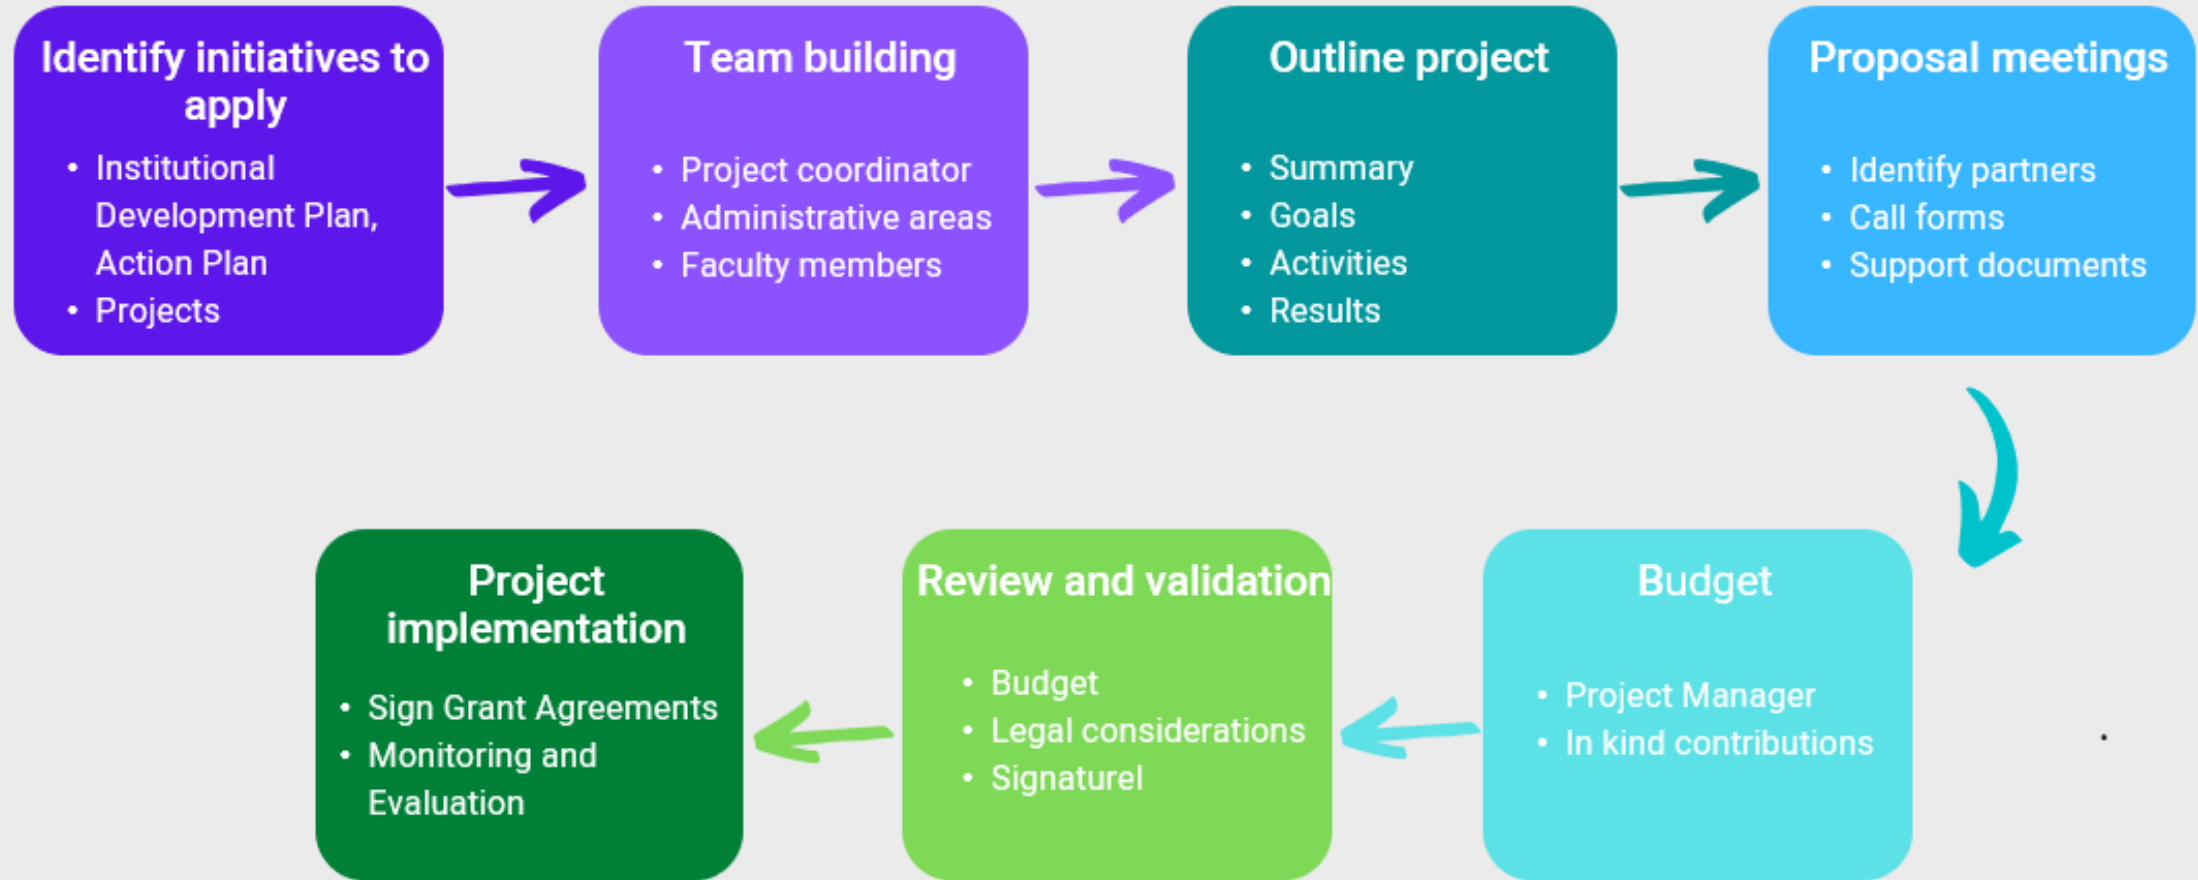 Identify initiatives to
apply
• Institutional
Development Plan,
Action Plan
• Projects
Team building
• Project coordinator
• Administrative areas
• Faculty members
Outline project
• Summary
• Goals
• Activities
• Results
Proposal meetings
• Identify partners
• Call forms
• Support documents
Budget
• Project Manager
• In kind contributions
Review and validation
• Budget
• Legal considerations
• Signaturel
Project
implementation
• Sign Grant Agreements
• Monitoring and
Evaluation
.